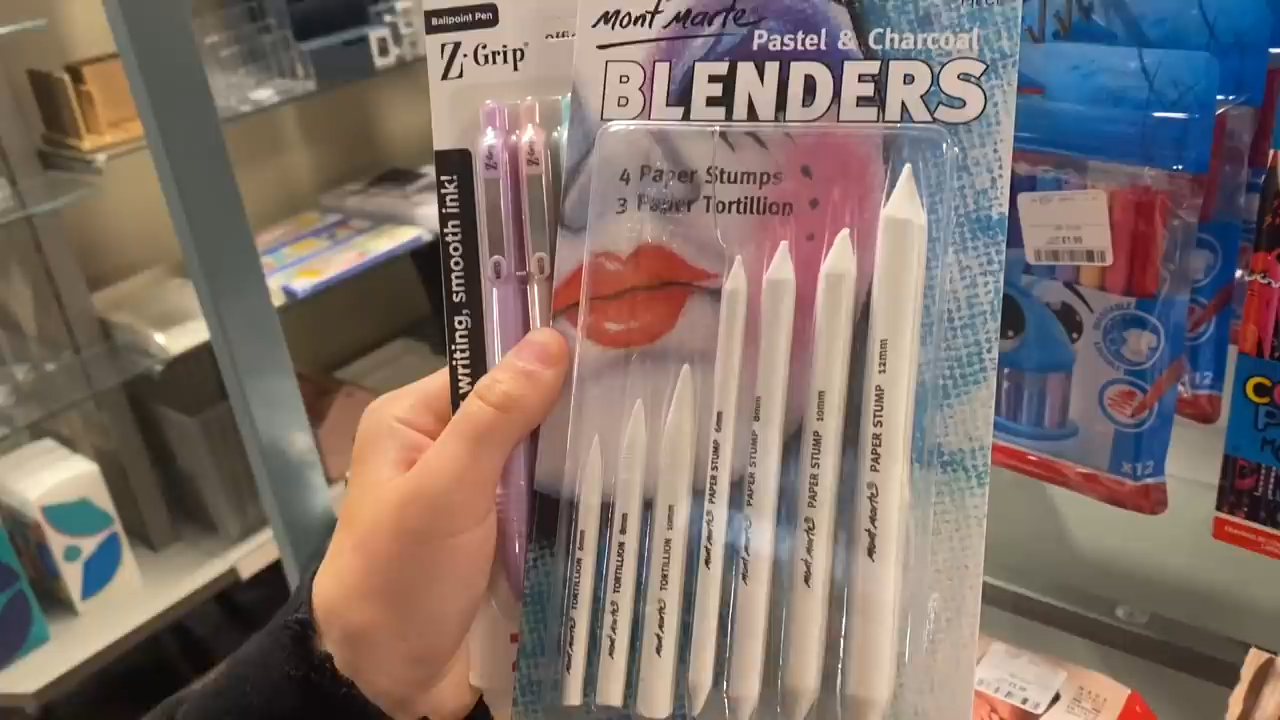 Ballpoint Pen
Z-Grip
writing, smooth ink!
Mont Marte
Pastel & Charcoal
BLENDERS
4 Paper Stumps
3 Paper Tortillion
Mont Marte TORTILLION 6mm
Mont Marte TORTILLION 8mm
Mont Marte TORTILLION 10mm
Mont Marte PAPER STUMP 6mm
Mont Marte PAPER STUMP 8mm
Mont Marte PAPER STUMP 10mm
Mont Marte PAPER STUMP 12mm
£1.99
x12
x12